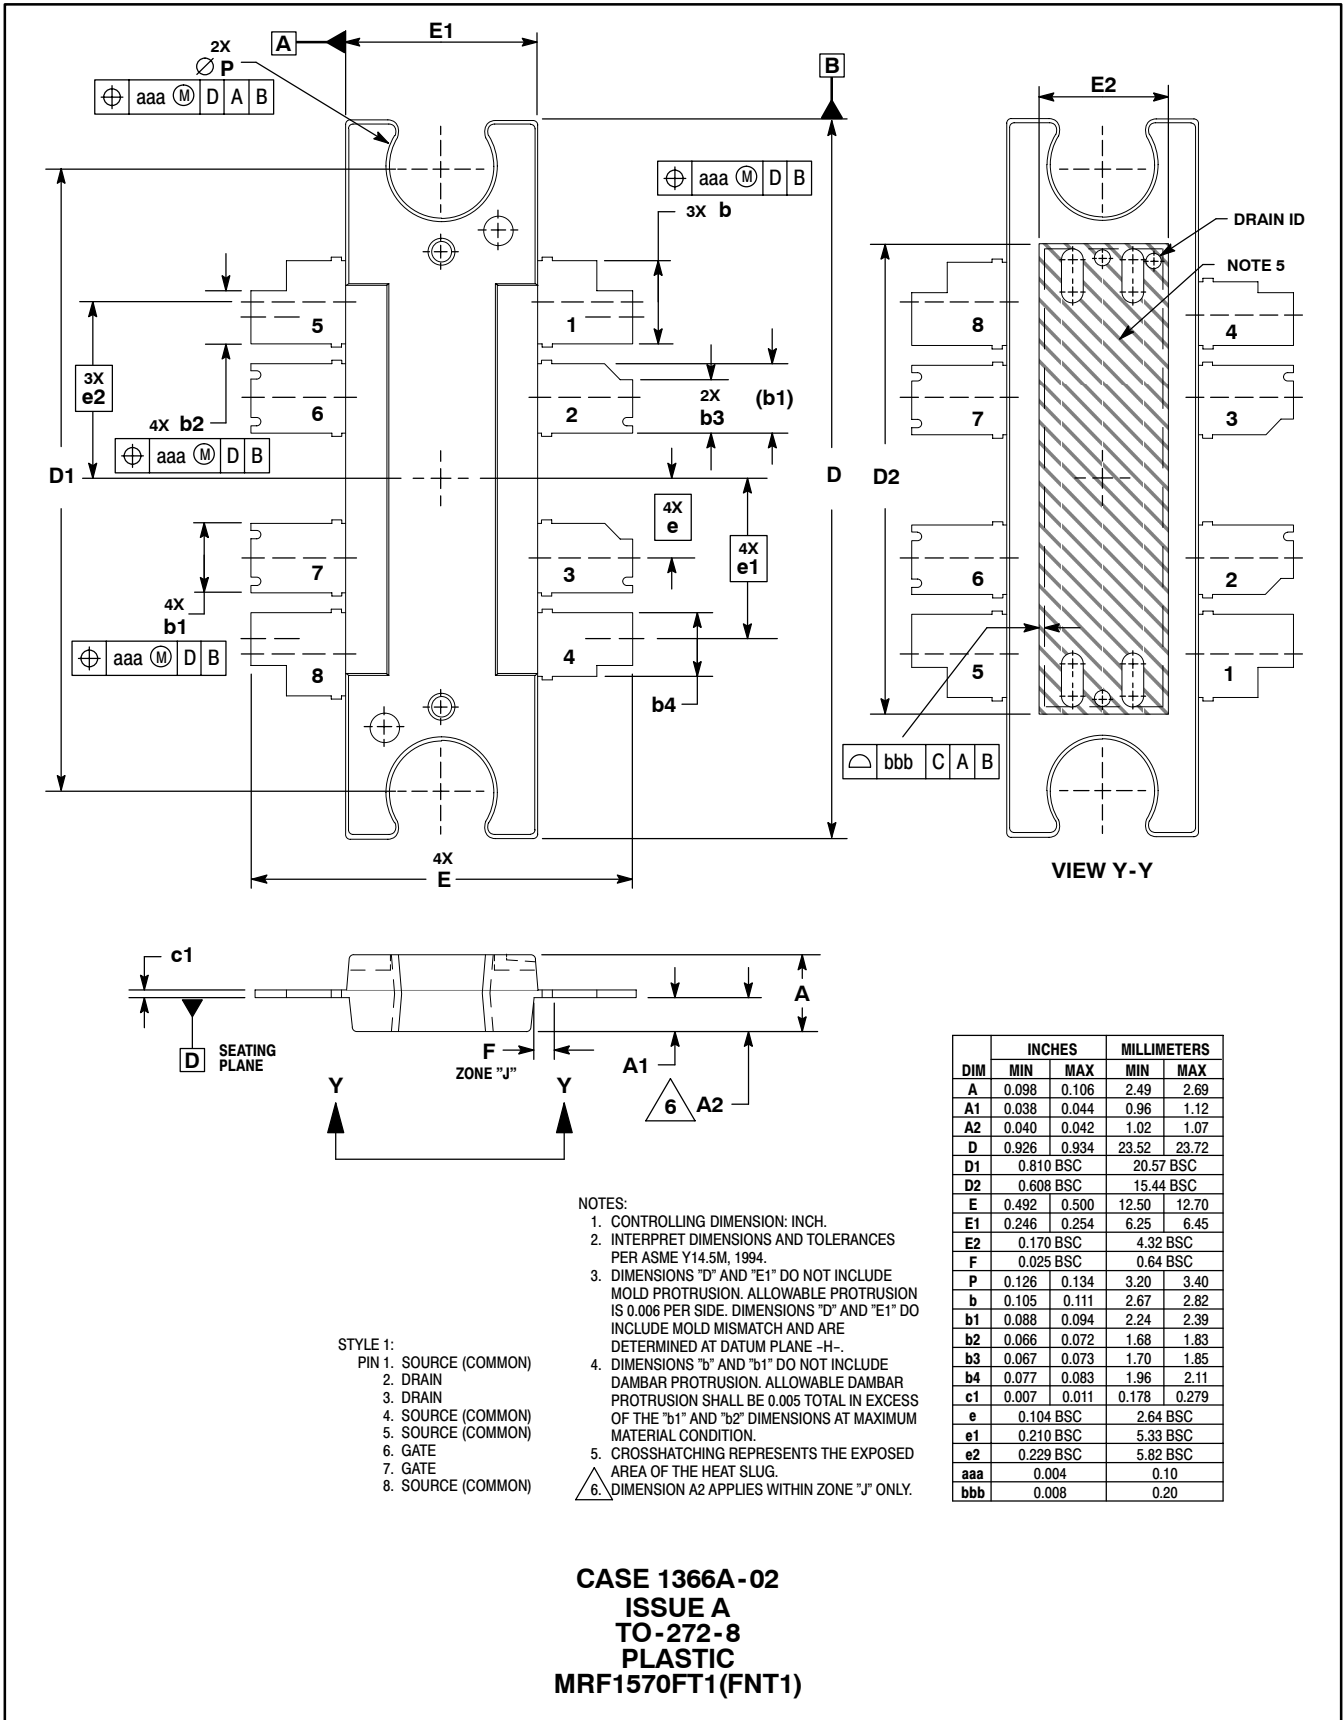 A
E1
2X
∅ P
⌖ aaa Ⓜ D A B
B
E2
⌖ aaa Ⓜ D B
3X b
DRAIN ID
NOTE 5
5
1
8
4
3X
e2
6
2
2X
b3
(b1)
7
3
4X b2
⌖ aaa Ⓜ D B
D1
D
D2
4X
e
4X
e1
7
3
6
2
4X
b1
⌖ aaa Ⓜ D B
8
4
b4
5
1
⌓ bbb C A B
4X
E
VIEW Y-Y
c1
A
D
SEATING
PLANE
F
ZONE "J"
A1
6 A2
Y
Y
INCHES MILLIMETERS
DIM MIN MAX MIN MAX
A 0.098 0.106 2.49 2.69
A1 0.038 0.044 0.96 1.12
A2 0.040 0.042 1.02 1.07
D 0.926 0.934 23.52 23.72
D1 0.810 BSC 20.57 BSC
D2 0.608 BSC 15.44 BSC
E 0.492 0.500 12.50 12.70
E1 0.246 0.254 6.25 6.45
E2 0.170 BSC 4.32 BSC
F 0.025 BSC 0.64 BSC
P 0.126 0.134 3.20 3.40
b 0.105 0.111 2.67 2.82
b1 0.088 0.094 2.24 2.39
b2 0.066 0.072 1.68 1.83
b3 0.067 0.073 1.70 1.85
b4 0.077 0.083 1.96 2.11
c1 0.007 0.011 0.178 0.279
e 0.104 BSC 2.64 BSC
e1 0.210 BSC 5.33 BSC
e2 0.229 BSC 5.82 BSC
aaa 0.004 0.10
bbb 0.008 0.20
NOTES:
1. CONTROLLING DIMENSION: INCH.
2. INTERPRET DIMENSIONS AND TOLERANCES
PER ASME Y14.5M, 1994.
3. DIMENSIONS "D" AND "E1" DO NOT INCLUDE
MOLD PROTRUSION. ALLOWABLE PROTRUSION
IS 0.006 PER SIDE. DIMENSIONS "D" AND "E1" DO
INCLUDE MOLD MISMATCH AND ARE
DETERMINED AT DATUM PLANE -H-.
4. DIMENSIONS "b" AND "b1" DO NOT INCLUDE
DAMBAR PROTRUSION. ALLOWABLE DAMBAR
PROTRUSION SHALL BE 0.005 TOTAL IN EXCESS
OF THE "b1" AND "b2" DIMENSIONS AT MAXIMUM
MATERIAL CONDITION.
5. CROSSHATCHING REPRESENTS THE EXPOSED
AREA OF THE HEAT SLUG.
6. DIMENSION A2 APPLIES WITHIN ZONE "J" ONLY.
STYLE 1:
PIN 1. SOURCE (COMMON)
2. DRAIN
3. DRAIN
4. SOURCE (COMMON)
5. SOURCE (COMMON)
6. GATE
7. GATE
8. SOURCE (COMMON)
CASE 1366A-02
ISSUE A
TO-272-8
PLASTIC
MRF1570FT1(FNT1)